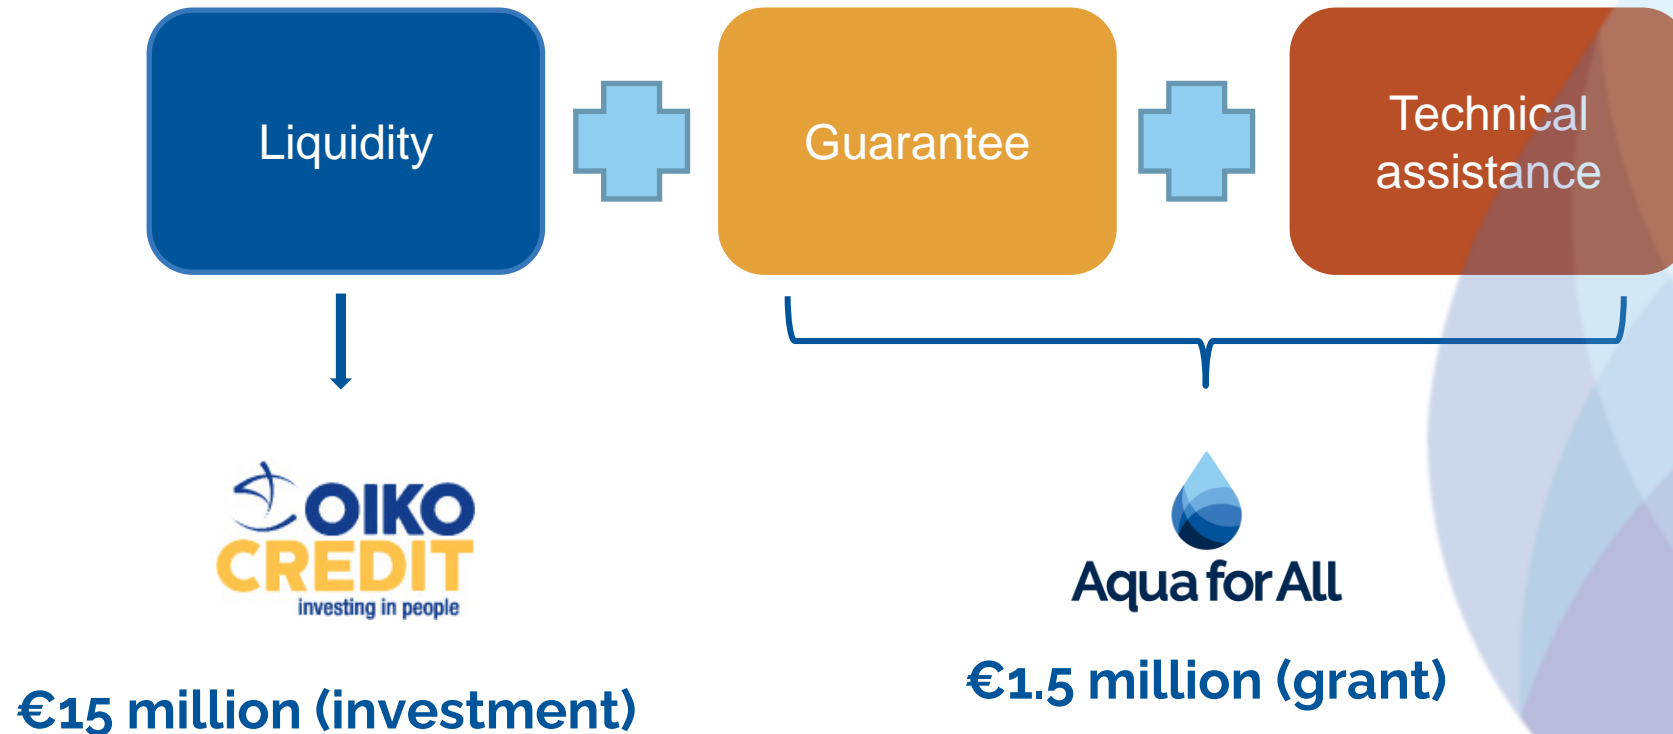 Liquidity
Guarantee
Technical
assistance
OIKO
CREDIT
investing in people
Aqua for All
€15 million (investment)
€1.5 million (grant)